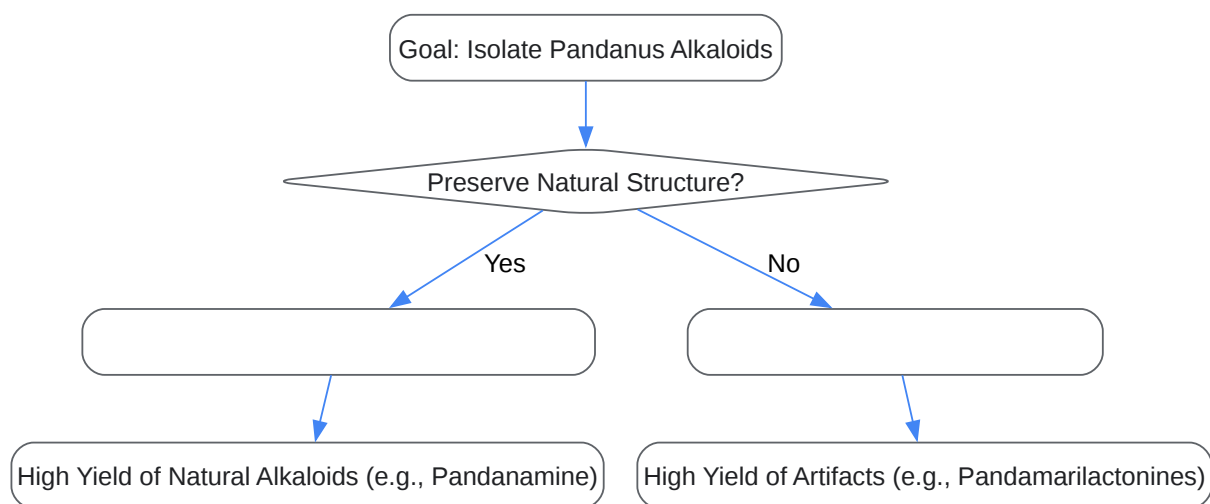 Goal: Isolate Pandanus Alkaloids
Preserve Natural Structure?
Yes
No
High Yield of Natural Alkaloids (e.g., Pandanamine)
High Yield of Artifacts (e.g., Pandamarilactonines)